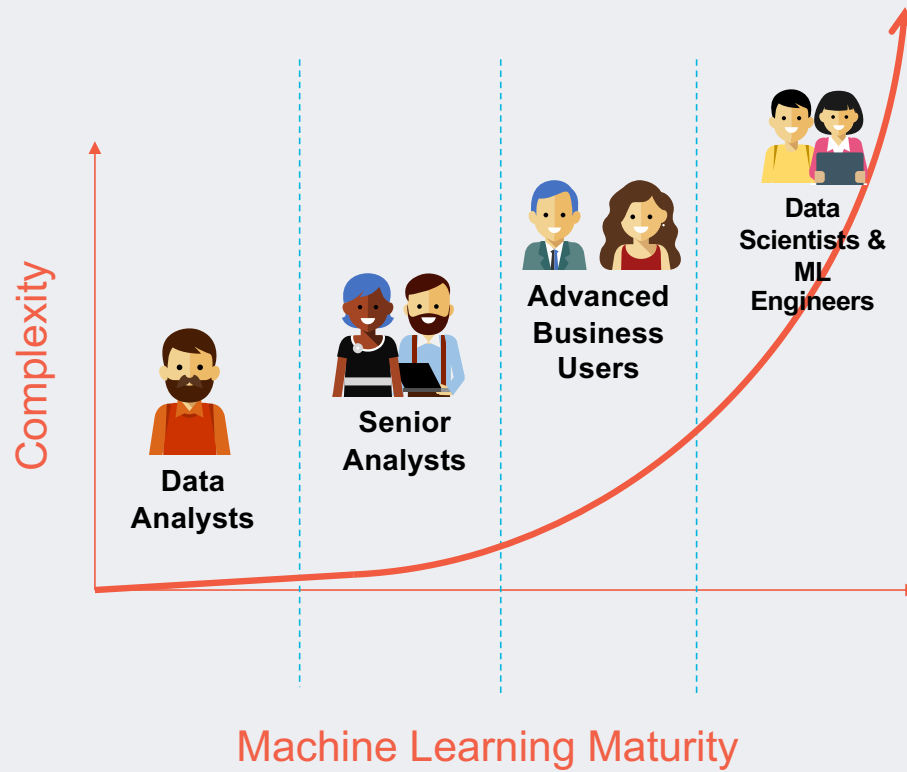 Complexity
Data
Analysts
Senior
Analysts
Advanced
Business
Users
Data
Scientists &
ML
Engineers
Machine Learning Maturity